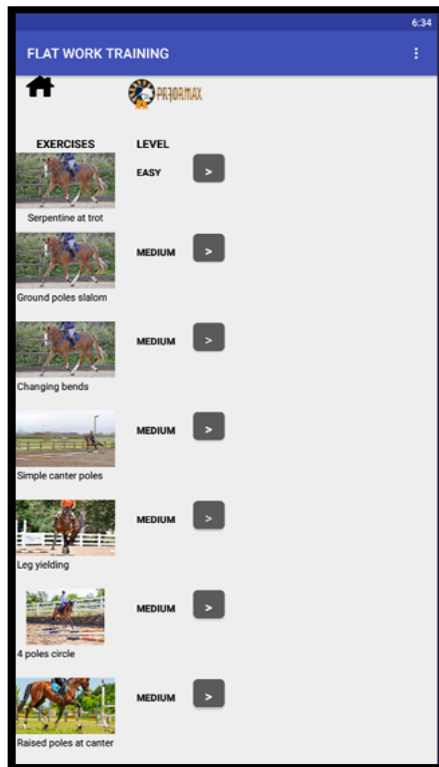 6:34
FLAT WORK TRAINING
EXERCISES LEVEL
EASY >
Serpentine at trot
MEDIUM >
Ground poles slalom
MEDIUM >
Changing bends
MEDIUM >
Simple canter poles
MEDIUM >
Leg yielding
MEDIUM >
4 poles circle
MEDIUM >
Raised poles at canter